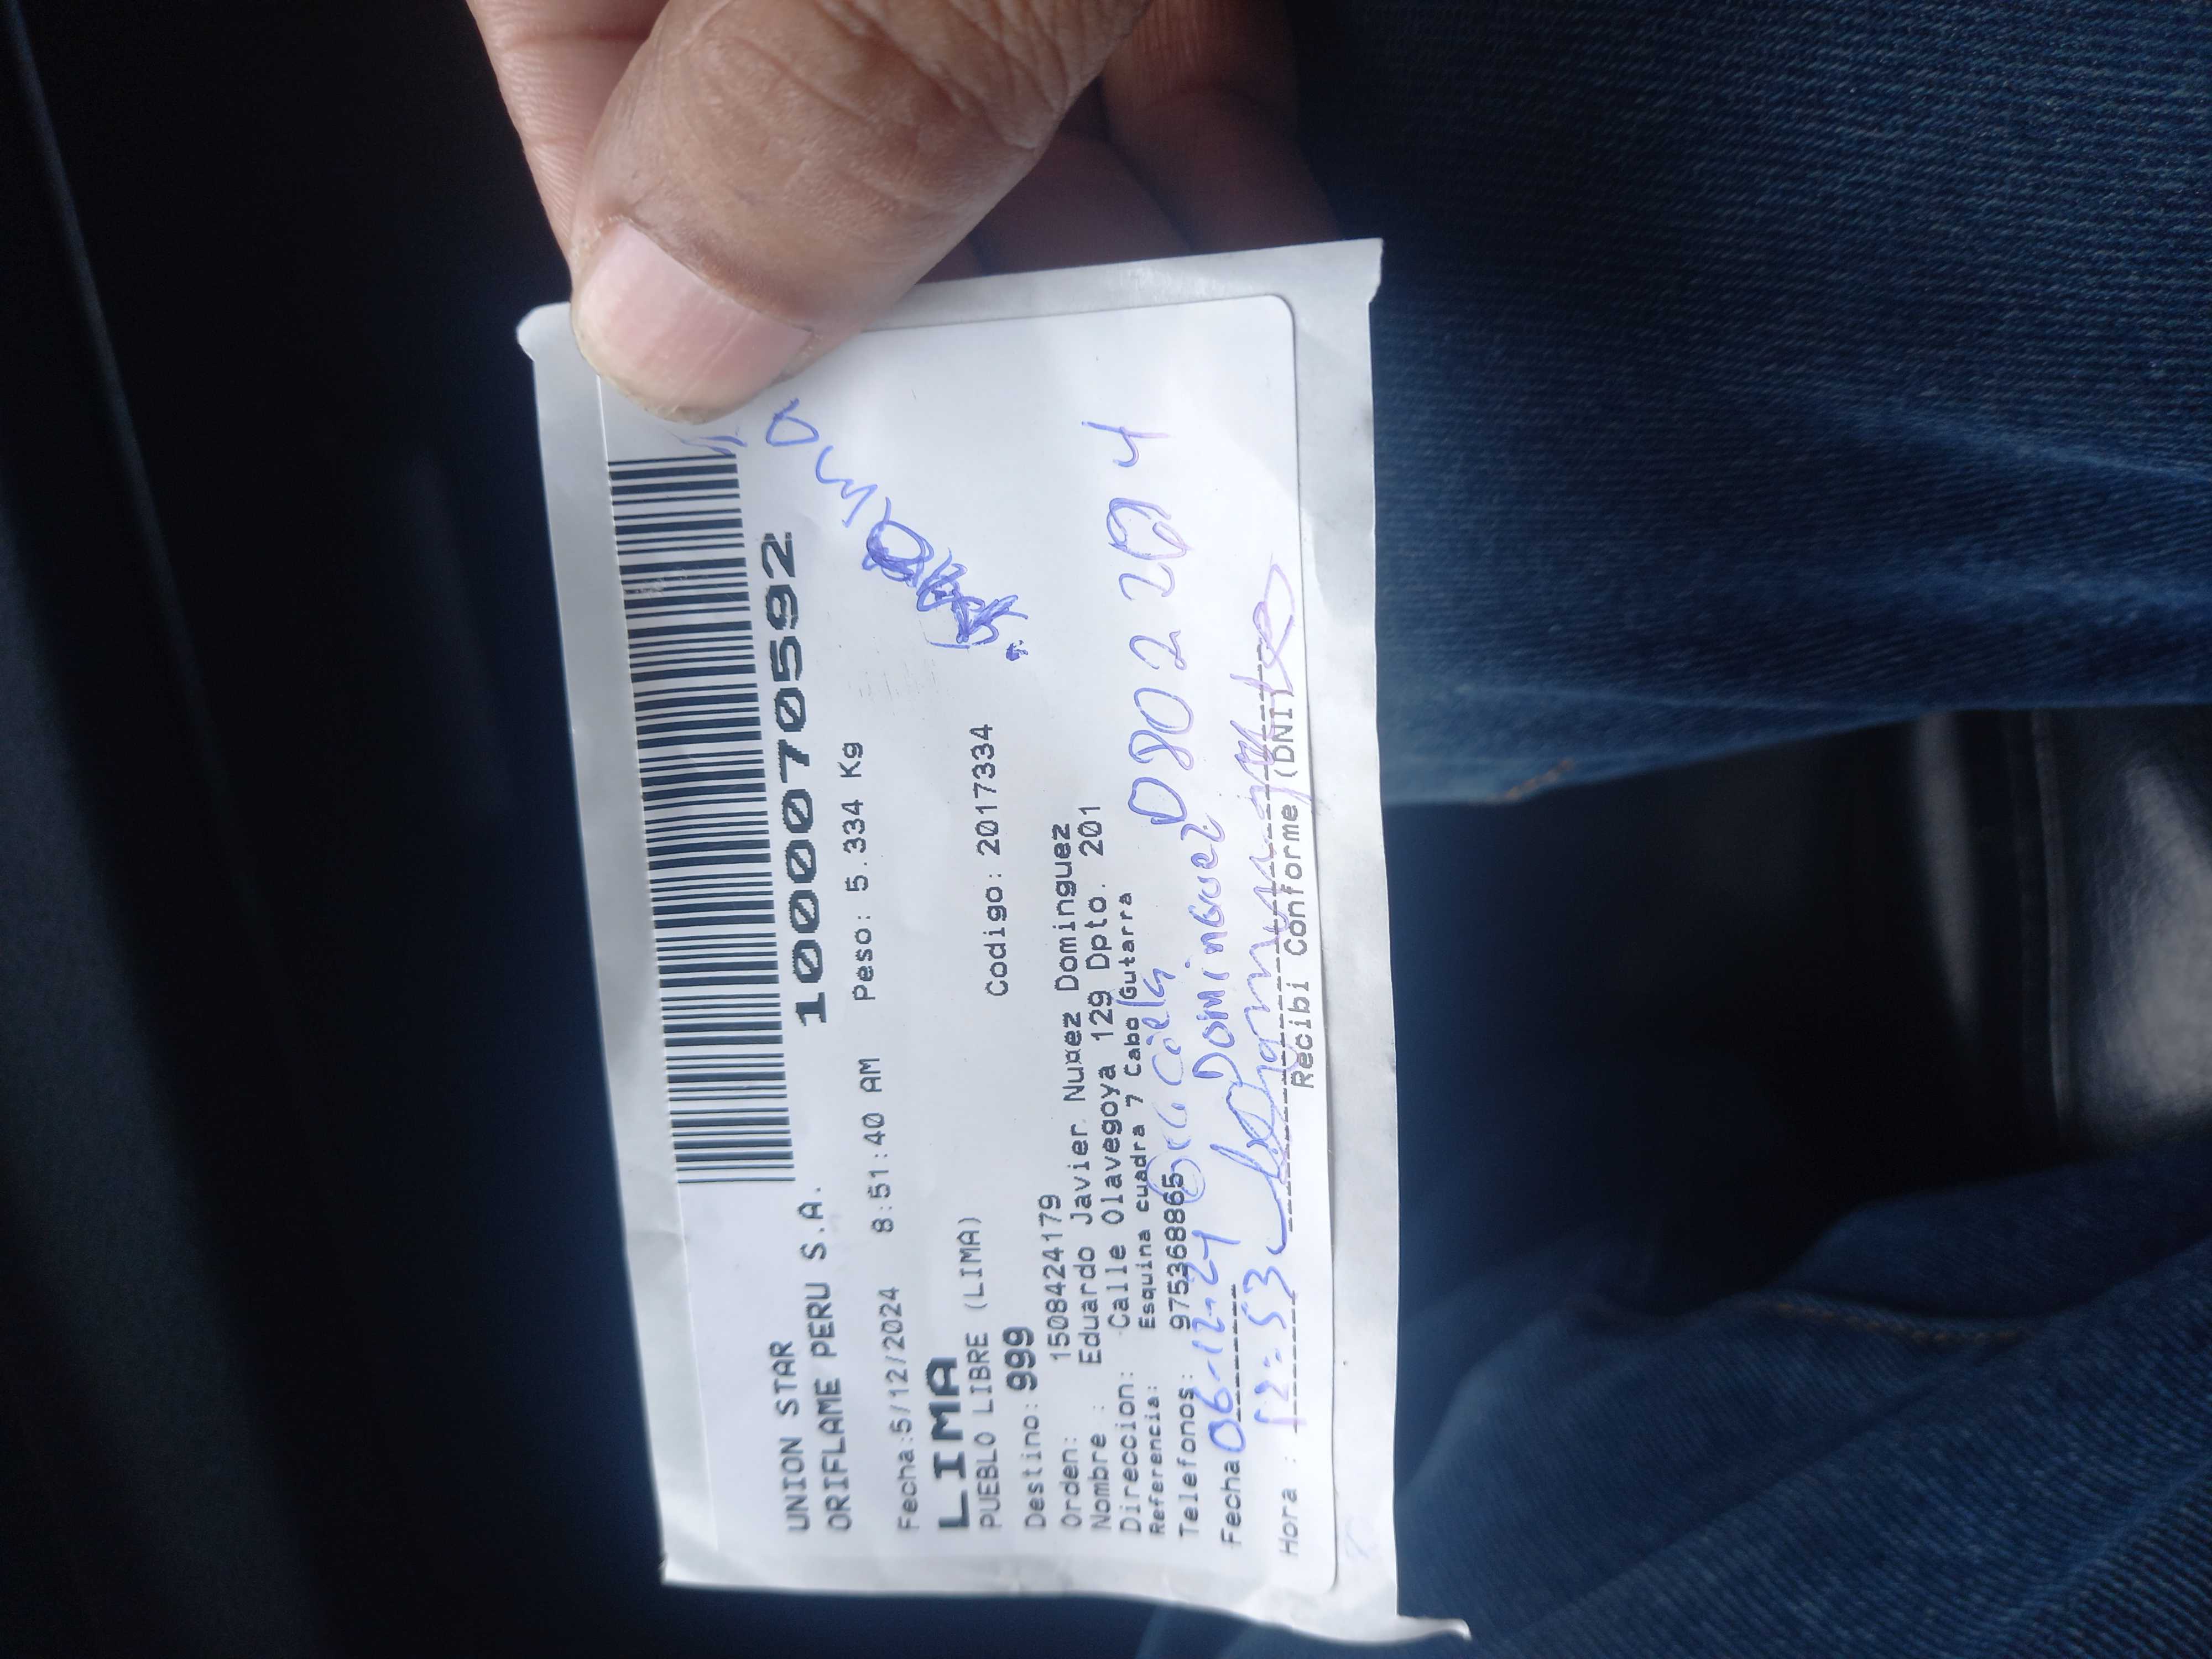 UNION STAR
ORIFLAME PERU S.A.
1000070592
Fecha:5/12/2024 8:51:40 AM Peso: 5.334 Kg
LIMA
PUEBLO LIBRE (LIMA)
Destino: 999 Codigo: 2017334
Orden: 1508424179
Nombre : Eduardo Javier Nuñez Dominguez
Direccion: Calle Olavegoya 129 Dpto. 201
Referencia: Esquina cuadra 7 Cabo Gutarra
Telefonos: 975368865
Fecha 06-12-24 Dominguez
Hora : 12:53
Recibi Conforme (DNI)